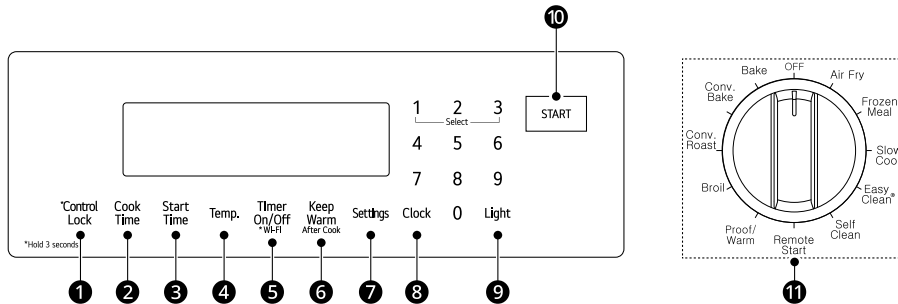 10
1 2 3
Select
START
4 5 6
7 8 9
*Control
Lock
Cook
Time
Start
Time
Temp.
Timer
On/Off
*Wi-Fi
Keep
Warm
After Cook
Settings
Clock
0
Light
*Hold 3 seconds
1 2 3 4 5 6 7 8 9
OFF
Air Fry
Frozen
Meal
Slow
Coo
Easy
Clean®
Self
Clean
Remote
Start
Proof/
Warm
Broil
Conv.
Roast
Conv.
Bake
Bake
11